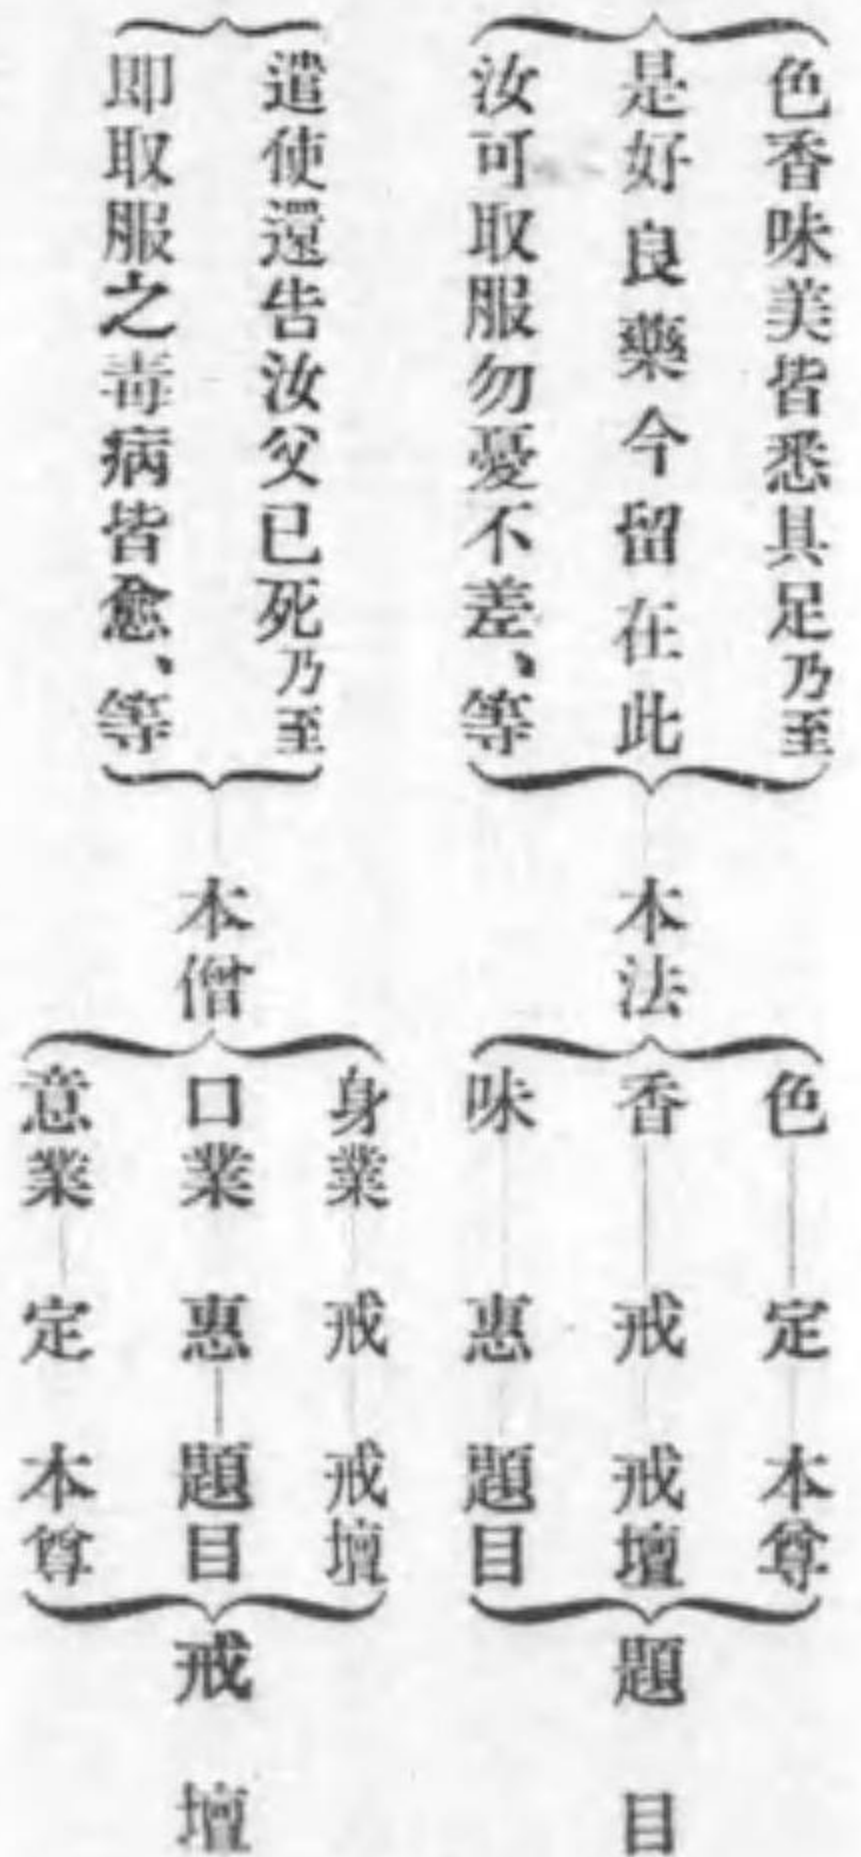 色香味美皆悉具足乃至
是好良藥今留在此
汝可取服勿憂不差、等
本法
色 定 本尊
香 戒 戒壇
味 惠 題目
題目
遣使還告汝父已死乃至
即取服之毒病皆愈、等
本僧
身業 戒 戒壇
口業 惠 題目
意業 定 本尊
戒壇